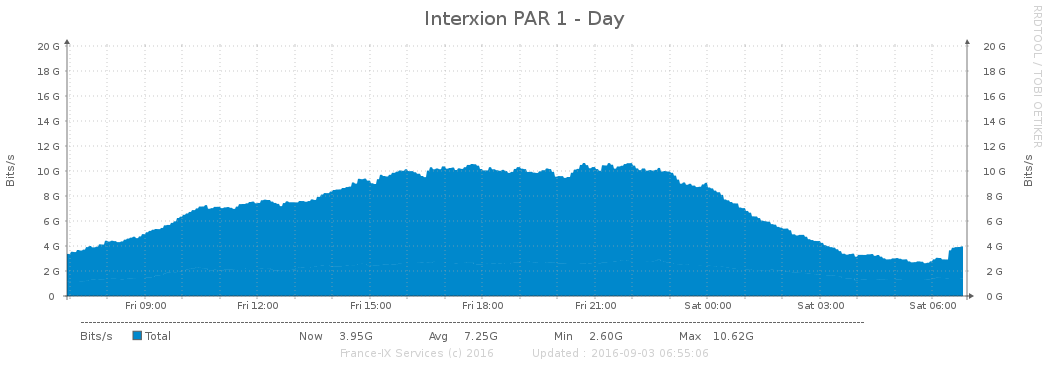 Interxion PAR 1 - Day
RRDTOOL / TOBI OETIKER
20 G 20 G
18 G 18 G
16 G 16 G
14 G 14 G
12 G 12 G
10 G 10 G
8 G 8 G
6 G 6 G
4 G 4 G
2 G 2 G
0 0 G
Bits/s
Bits/s
Fri 09:00 Fri 12:00 Fri 15:00 Fri 18:00 Fri 21:00 Sat 00:00 Sat 03:00 Sat 06:00
Bits/s Total Now 3.95G Avg 7.25G Min 2.60G Max 10.62G
France-IX Services (c) 2016 Updated : 2016-09-03 06:55:06